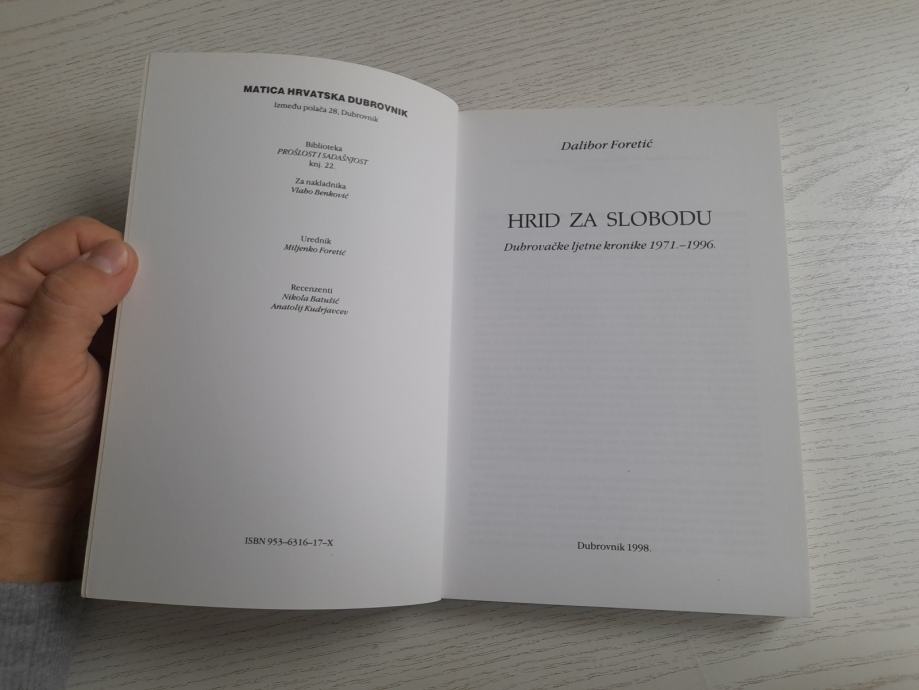 MATICA HRVATSKA DUBROVNIK
Između polača 28, Dubrovnik
Biblioteka
PROŠLOST I SADAŠNJOST
knj. 22.
Za nakladnika
Vlaho Benković
Urednik
Miljenko Foretić
Recenzenti
Nikola Batušić
Anatolij Kudrjavcev
ISBN 953–6316–17–X
Dalibor Foretić
HRID ZA SLOBODU
Dubrovačke ljetne kronike 1971.–1996.
Dubrovnik 1998.